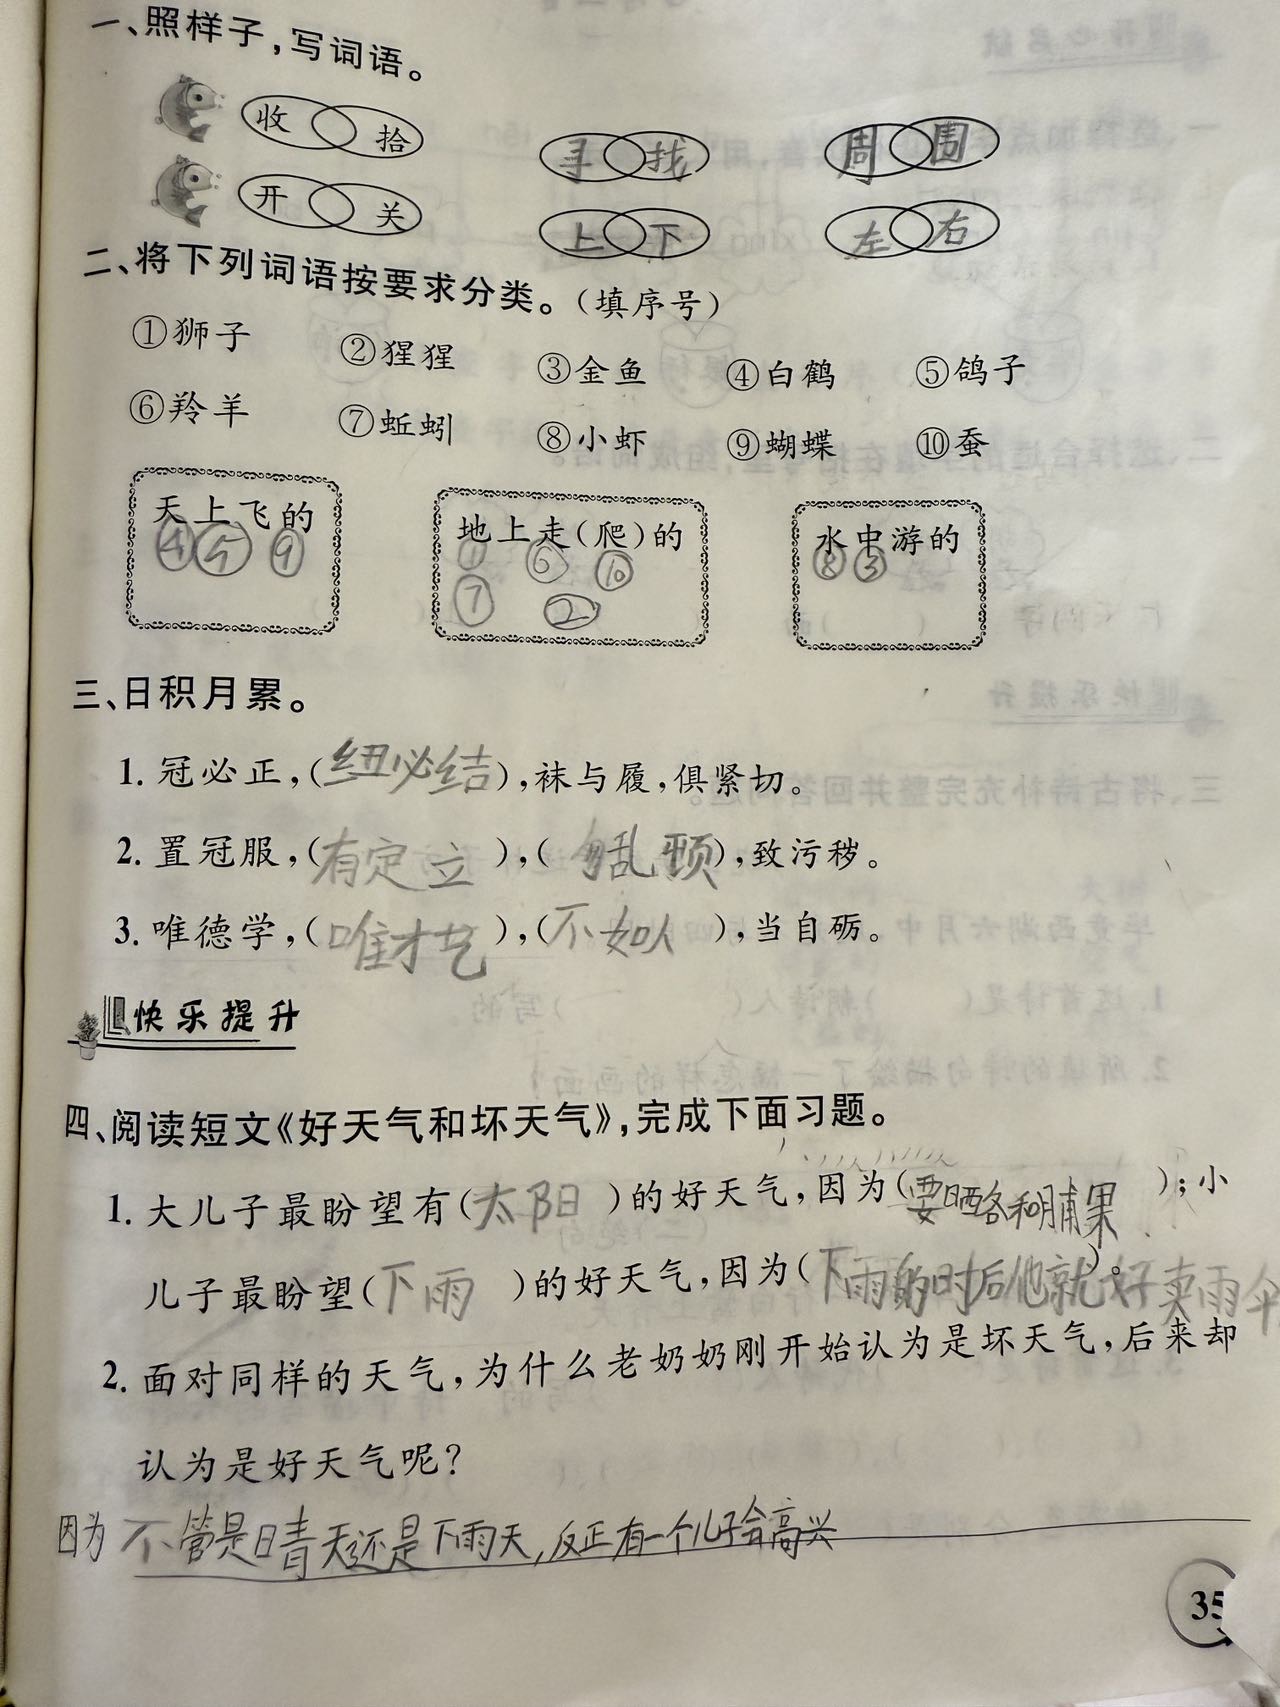 一、照样子,写词语。
收 拾 寻 找 周 围
开 关 上 下 左 右
二、将下列词语按要求分类。(填序号)
①狮子 ②猩猩 ③金鱼 ④白鹤 ⑤鸽子
⑥羚羊 ⑦蚯蚓 ⑧小虾 ⑨蝴蝶 ⑩蚕
天上飞的 地上走(爬)的 水中游的
④⑤ ⑨ ① ⑥ ⑩ ⑧③
⑦ ②
三、日积月累。
1. 冠必正,(纽必结),袜与履,俱紧切。
2. 置冠服,(有定立),( 乱顿),致污秽。
3. 唯德学,(唯才艺),(不如人),当自砺。
快乐提升
四、阅读短文《好天气和坏天气》,完成下面习题。
1. 大儿子最盼望有(太阳)的好天气,因为(要晒各和脯果);小
儿子最盼望(下雨)的好天气,因为(下雨的时后他就好卖雨伞)。
2. 面对同样的天气,为什么老奶奶刚开始认为是坏天气,后来却
认为是好天气呢?
因为不管是晴天还是下雨天,反正有一个儿子会高兴
35